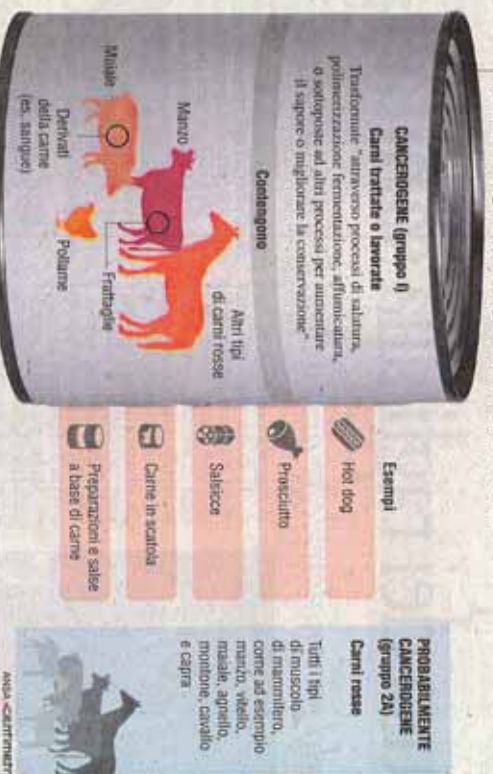 CANCEROGENE (gruppo I)
Carni trattate o lavorate
Trasformate "attraverso processi di salatura,
polimerizzazione fermentazione, affumicatura,
o sottoposte ad altri processi per aumentare
il sapore o migliorare la conservazione"
Contengono
Altri tipi
di carni rosse
Manzo
Maiale
Frattaglie
Pollame
Derivati
della carne
(es. sangue)
Esempi
Hot dog
Prosciutto
Salsicce
Carne in scatola
Preparazioni e salse
a base di carne
PROBABILMENTE
CANCEROGENE
(gruppo 2A)
Carni rosse
Tutti i tipi
di muscolo
di mammifero,
come ad esempio
manzo, vitello,
maiale, agnello,
montone, cavallo
e capra
ANSA centimetri